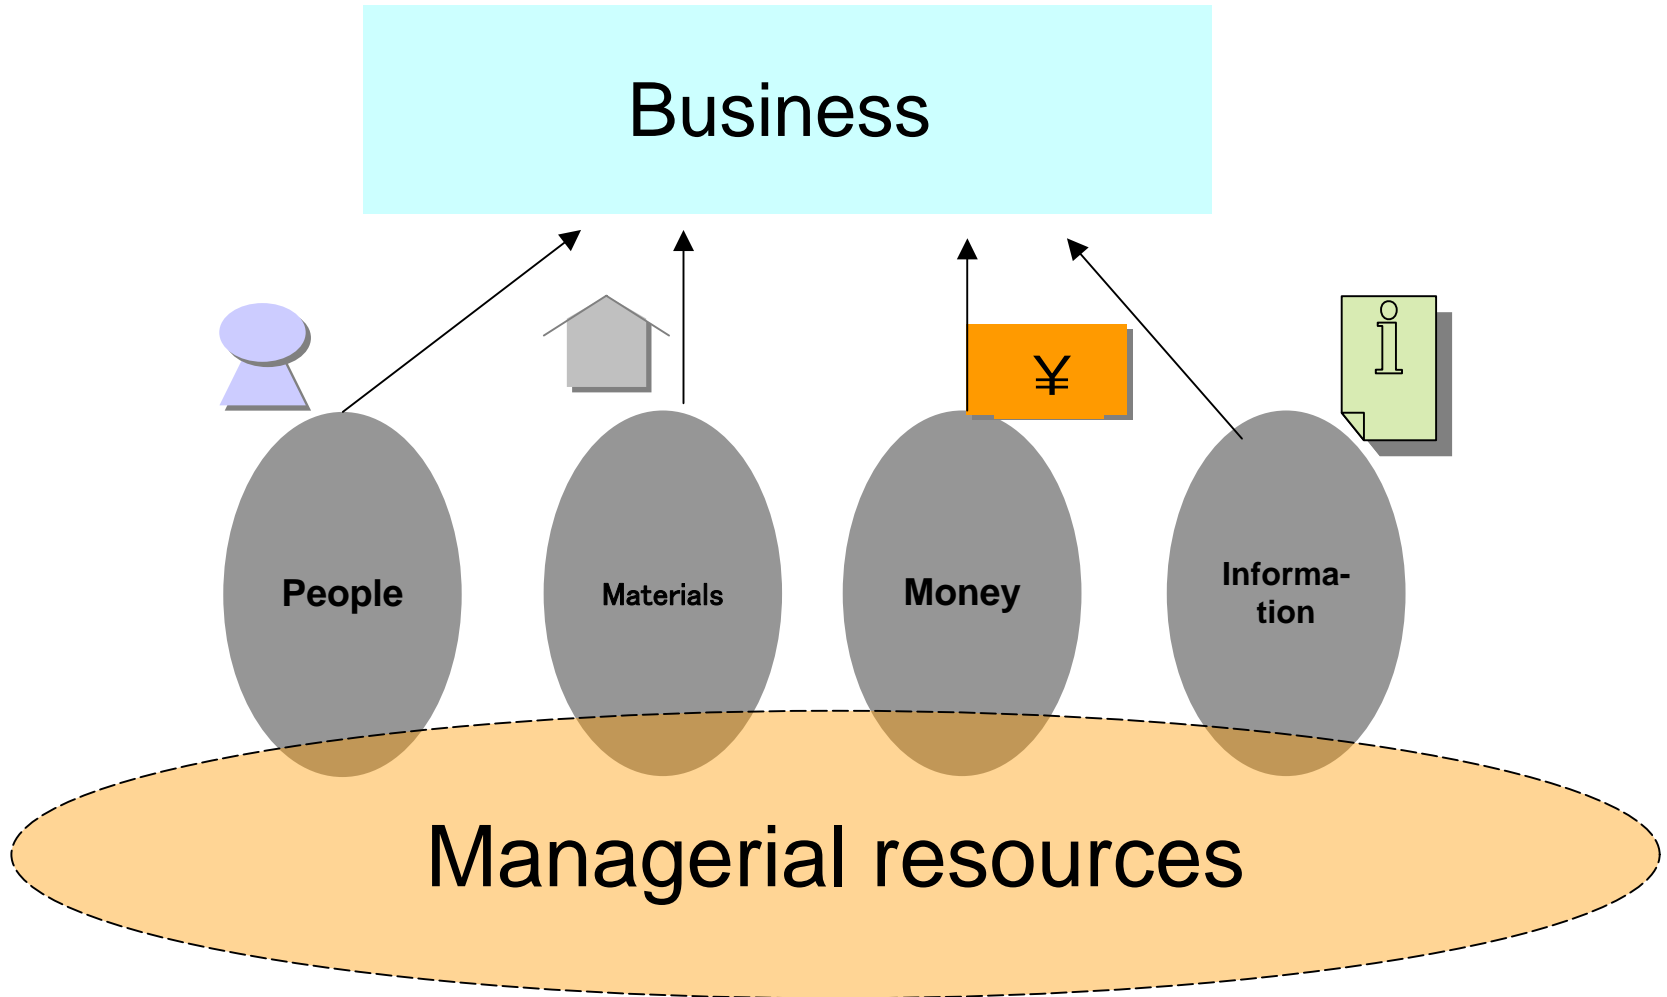 Business
¥
i
People
Materials
Money
Informa-
tion
Managerial resources